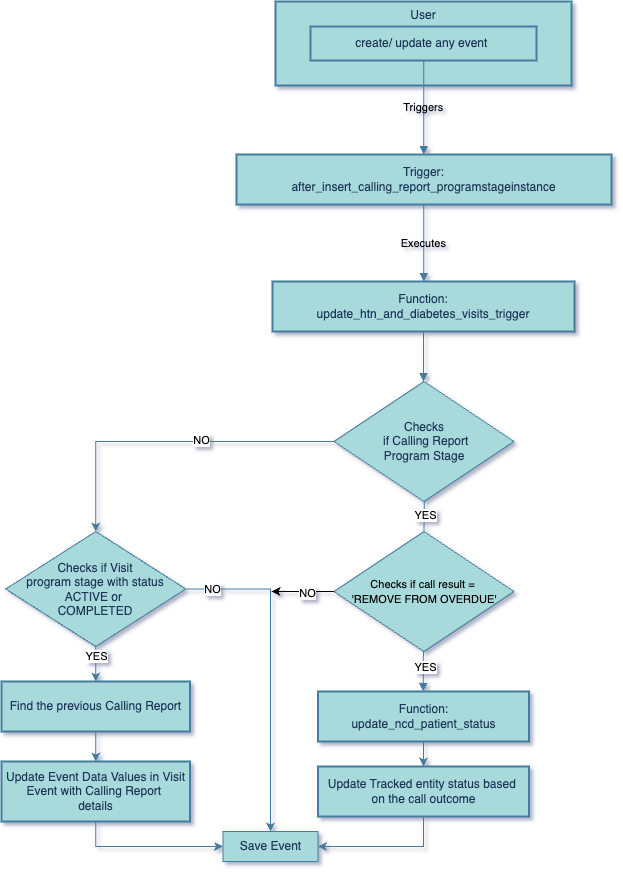 User
create/ update any event
Triggers
Trigger:
after_insert_calling_report_programstageinstance
Executes
Function:
update_htn_and_diabetes_visits_trigger
Checks
if Calling Report
Program Stage
NO
YES
Checks if Visit
program stage with status
ACTIVE or
COMPLETED
NO
NO
Checks if call result =
'REMOVE FROM OVERDUE'
YES
YES
Find the previous Calling Report
Function:
update_ncd_patient_status
Update Event Data Values in Visit
Event with Calling Report
details
Update Tracked entity status based
on the call outcome
Save Event